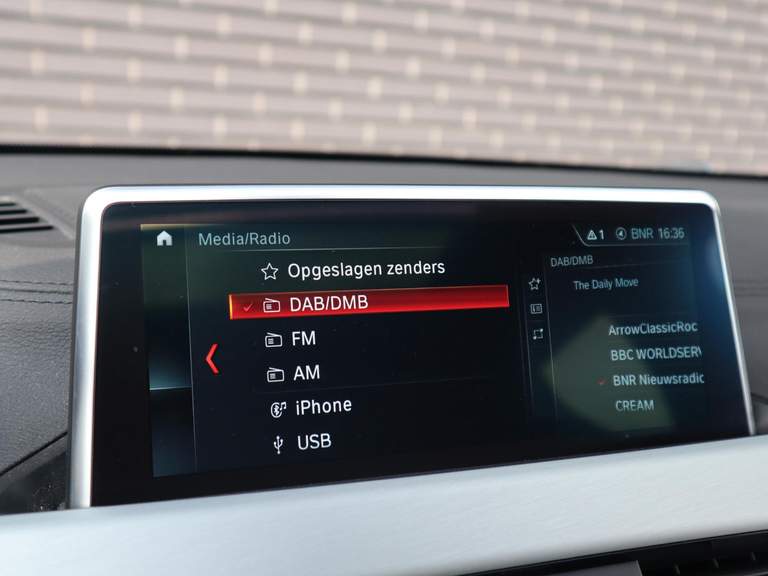 Media/Radio
1 BNR 16:36
Opgeslagen zenders
DAB/DMB
FM
AM
iPhone
USB
DAB/DMB
The Daily Move
ArrowClassicRoc
BBC WORLDSERV
BNR Nieuwsradio
CREAM